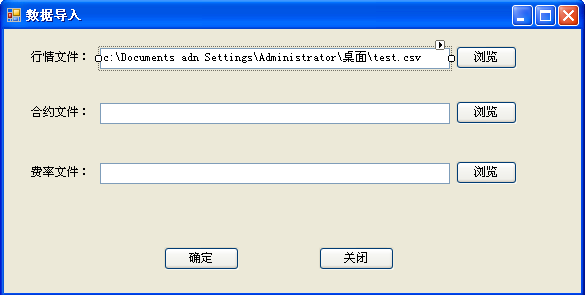 数据导入
行情文件： c:\Documents adn Settings\Administrator\桌面\test.csv 浏览
合约文件： 浏览
费率文件： 浏览
确定 关闭